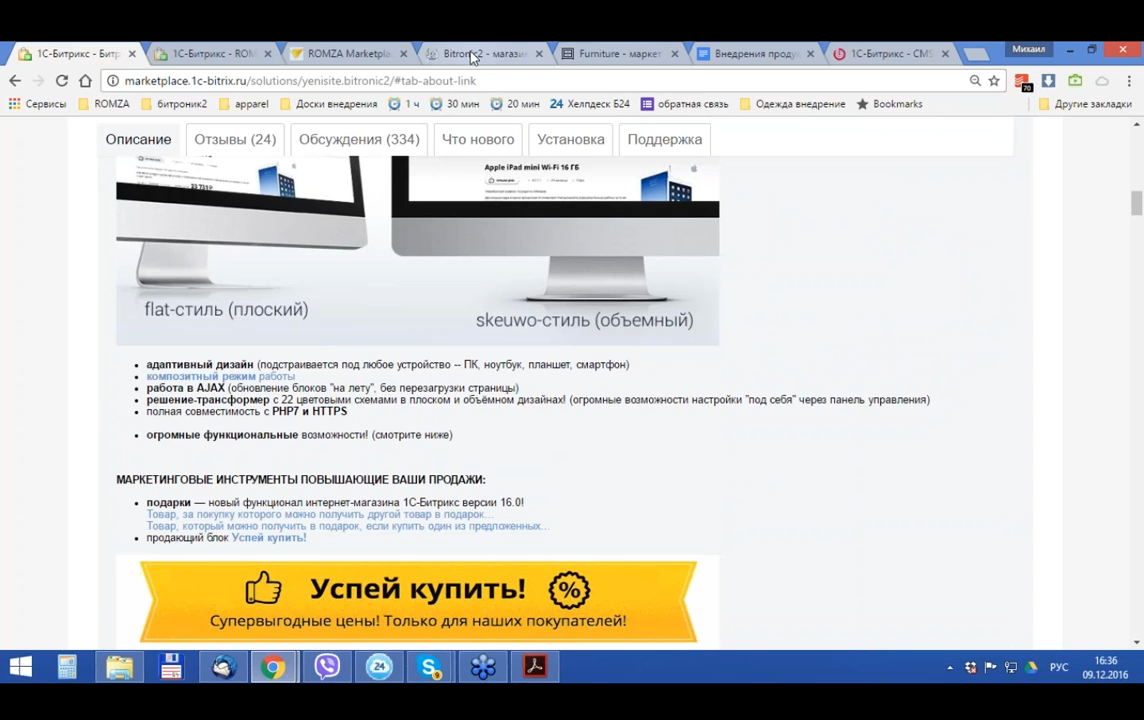 1С-Битрикс - Битр
1С-Битрикс - ROM
ROMZA Marketpla
Bitronic2 - магази
Furniture - маркет
Внедрения проду
1С-Битрикс - CMS
Михаил
marketplace.1c-bitrix.ru/solutions/yenisite.bitronic2/#tab-about-link
70
Сервисы
ROMZA
битроник2
apparel
Доски внедрения
1 ч
30 мин
20 мин
24 Хелпдеск Б24
обратная связь
Одежда внедрение
Bookmarks
Другие закладки
Описание
Отзывы (24)
Обсуждения (334)
Что нового
Установка
Поддержка
Apple iPad mini Wi-Fi 16 ГБ
flat-стиль (плоский)
skeuwo-стиль (объемный)
адаптивный дизайн (подстраивается под любое устройство -- ПК, ноутбук, планшет, смартфон)
композитный режим работы
работа в AJAX (обновление блоков "на лету", без перезагрузки страницы)
решение-трансформер с 22 цветовыми схемами в плоском и объёмном дизайнах! (огромные возможности настройки "под себя" через панель управления)
полная совместимость с PHP7 и HTTPS
огромные функциональные возможности! (смотрите ниже)
МАРКЕТИНГОВЫЕ ИНСТРУМЕНТЫ ПОВЫШАЮЩИЕ ВАШИ ПРОДАЖИ:
подарки — новый функционал интернет-магазина 1С-Битрикс версии 16.0!
Товар, за покупку которого можно получить другой товар в подарок...
Товар, который можно получить в подарок, если купить один из предложенных...
продающий блок Успей купить!
Успей купить!
%
Супервыгодные цены! Только для наших покупателей!
24
9
РУС
16:36
09.12.2016